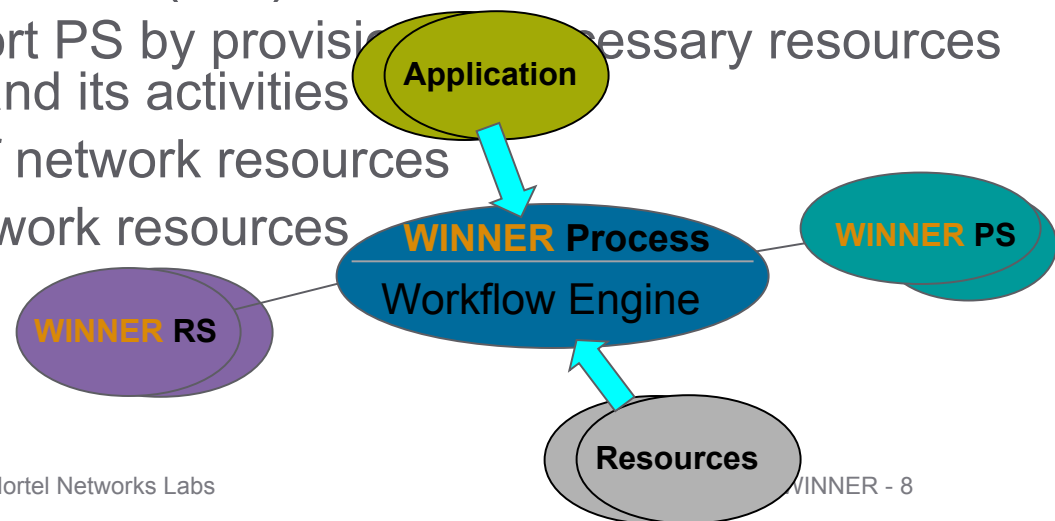 ort PS by provisi essary resources
Application
nd its activities
network resources
work resources
WINNER Process
WINNER PS
Workflow Engine
WINNER RS
Resources
Nortel Networks Labs
WINNER - 8